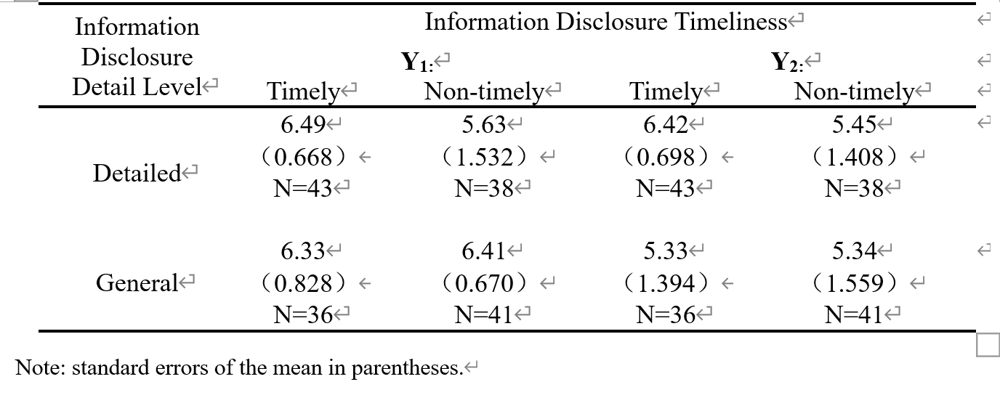 Information Disclosure Detail Level
Information Disclosure Timeliness
Y1:
Y2:
Timely Non-timely Timely Non-timely
Detailed
6.49 5.63 6.42 5.45
（0.668） （1.532） （0.698） （1.408）
N=43 N=38 N=43 N=38
General
6.33 6.41 5.33 5.34
（0.828） （0.670） （1.394） （1.559）
N=36 N=41 N=36 N=41
Note: standard errors of the mean in parentheses.